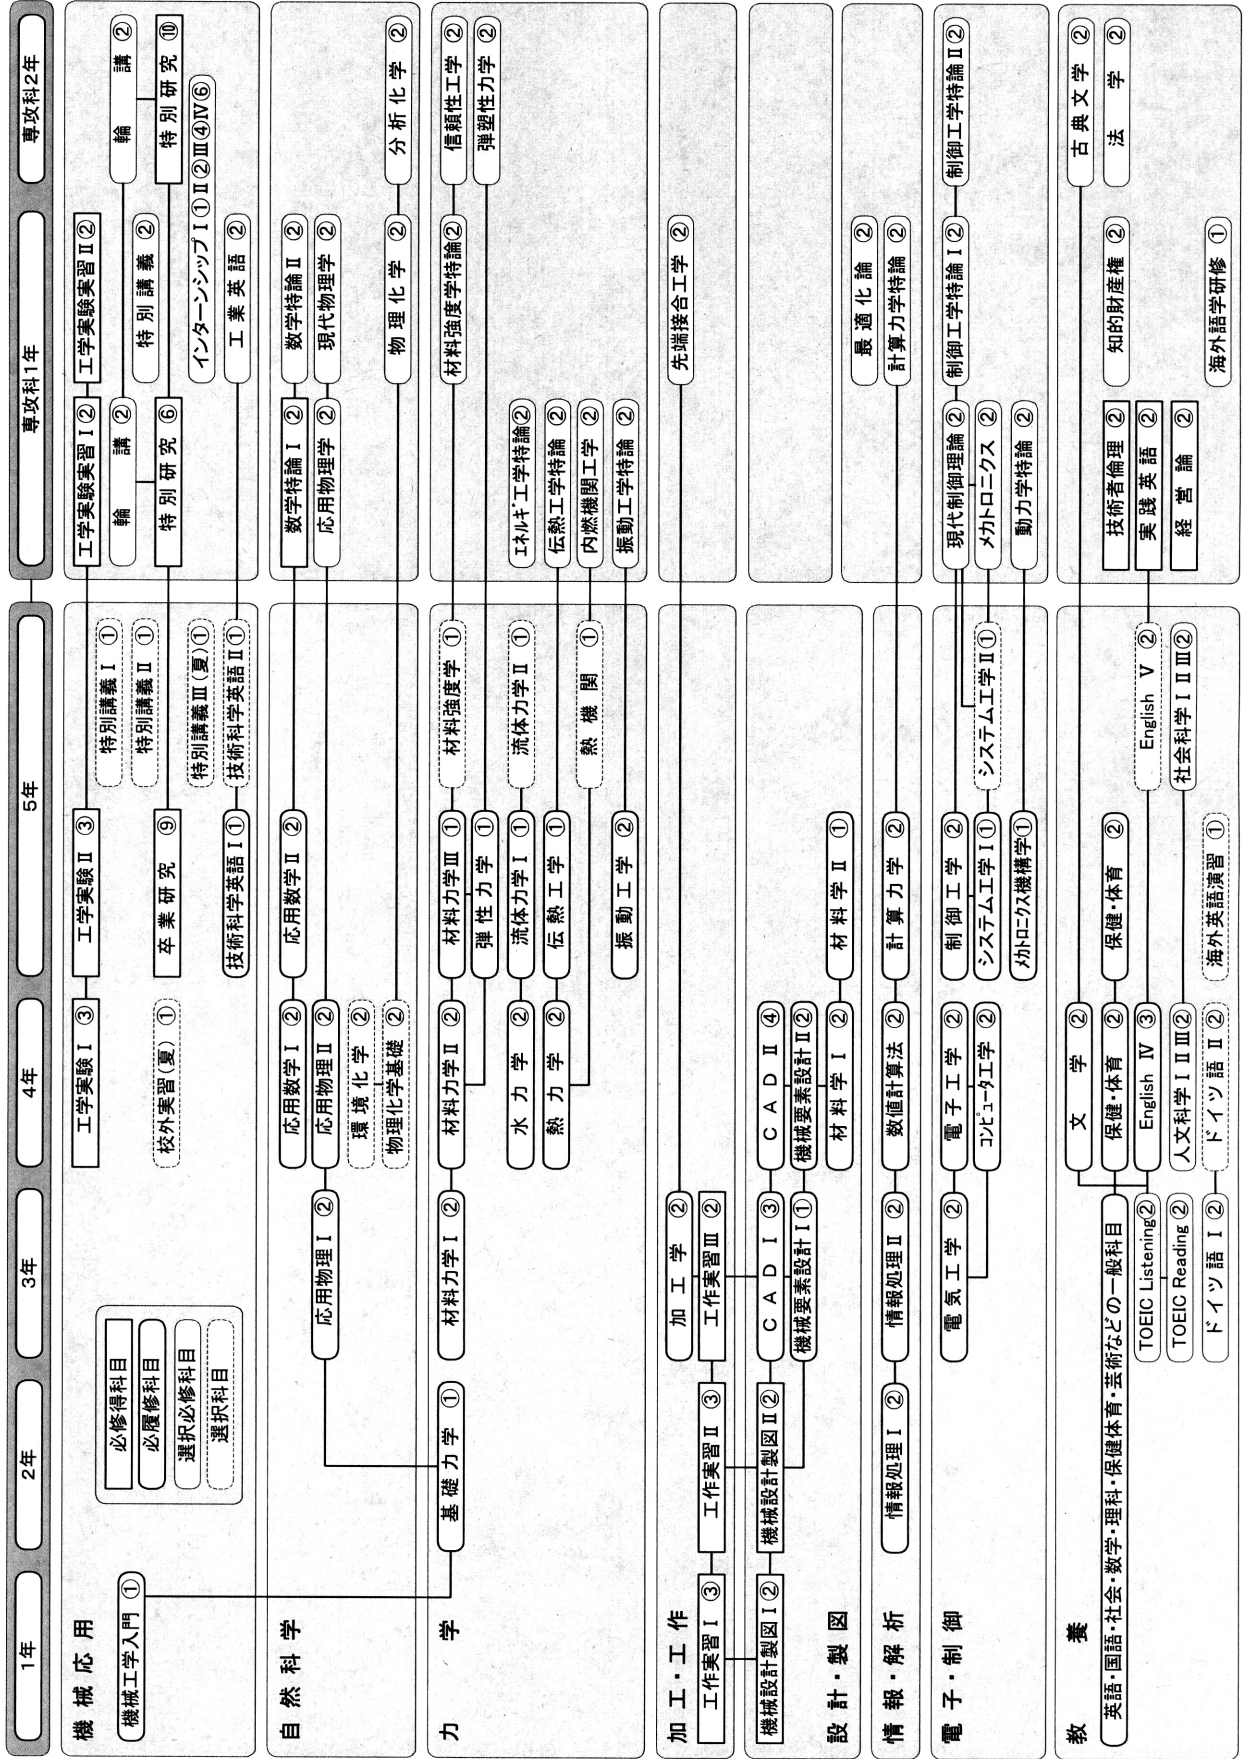 1年
2年
3年
4年
5年
専攻科1年
専攻科2年
機械応用
機械工学入門 ①
必修得科目
必履修科目
選択必修科目
選択科目
工学実験Ⅰ ③
工学実験Ⅱ ③
工学実験実習Ⅰ②
工学実験実習Ⅱ②
特別講義Ⅰ ①
輪講 ②
輪講 ②
特別講義Ⅱ ①
特別講義 ②
校外実習(夏) ①
卒業研究 ⑨
特別研究 ⑥
特別研究 ⑩
特別講義Ⅲ(夏)①
インターンシップⅠ①Ⅱ②Ⅲ④Ⅳ⑥
技術科学英語Ⅰ①
技術科学英語Ⅱ①
工業英語 ②
自然科学
応用数学Ⅰ ②
応用数学Ⅱ ②
数学特論Ⅰ ②
数学特論Ⅱ ②
応用物理Ⅰ ②
応用物理Ⅱ ②
応用物理学 ②
現代物理学 ②
環境化学 ②
物理化学基礎 ②
物理化学 ②
分析化学 ②
力学
基礎力学 ①
材料力学Ⅰ ②
材料力学Ⅱ ②
材料力学Ⅲ ①
材料強度学 ①
材料強度学特論②
信頼性工学 ②
弾性力学 ①
弾塑性力学 ②
水力学 ②
流体力学Ⅰ ①
流体力学Ⅱ ①
エネルギー工学特論②
熱力学 ②
伝熱工学 ①
伝熱工学特論 ②
熱機関 ①
内燃機関工学 ②
振動工学 ②
振動工学特論 ②
加工・工作
加工学 ②
先端接合工学 ②
工作実習Ⅰ ③
工作実習Ⅱ ③
工作実習Ⅲ ②
設計・製図
機械設計製図Ⅰ②
機械設計製図Ⅱ②
CADⅠ ③
CADⅡ ④
機械要素設計Ⅰ①
機械要素設計Ⅱ②
材料学Ⅰ ②
材料学Ⅱ ①
情報・解析
最適化論 ②
情報処理Ⅰ ②
情報処理Ⅱ ②
数値計算法 ②
計算力学 ②
計算力学特論 ②
電子・制御
電気工学 ②
電子工学 ②
制御工学 ②
現代制御理論 ②
制御工学特論Ⅰ②
制御工学特論Ⅱ②
コンピュータ工学 ②
システム工学Ⅰ①
システム工学Ⅱ①
メカトロニクス ②
メカトロニクス機構学①
動力学特論 ②
教養
文学 ②
古典文学 ②
英語・国語・社会・数学・理科・保健体育・芸術などの一般科目
保健・体育 ②
保健・体育 ②
技術者倫理 ②
知的財産権 ②
法学 ②
TOEIC Listening②
English Ⅳ ③
English Ⅴ ②
実践英語 ②
TOEIC Reading ②
人文科学ⅠⅡⅢ②
社会科学ⅠⅡⅢ②
経営論 ②
ドイツ語Ⅰ②
ドイツ語Ⅱ②
海外英語演習 ①
海外語学研修 ①